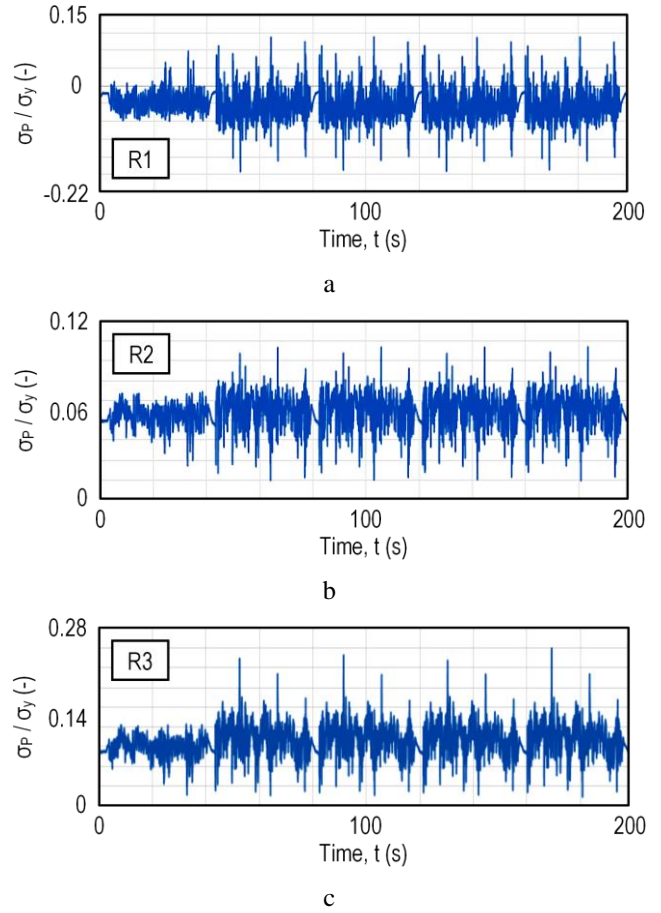 0.15
0
-0.22
σP / σy (-)
R1
0 100 200
Time, t (s)
a
0.12
0.06
0
σP / σy (-)
R2
0 100 200
Time, t (s)
b
0.28
0.14
0
σP / σy (-)
R3
0 100 200
Time, t (s)
c